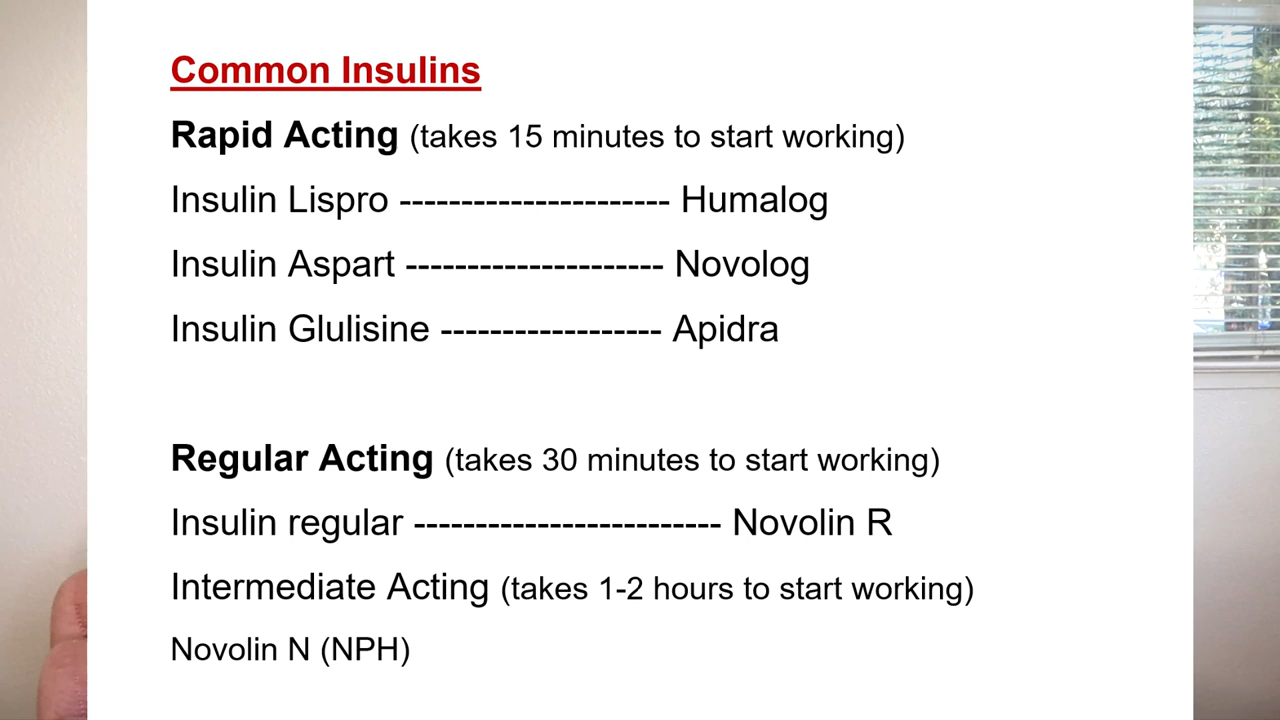 Common Insulins
Rapid Acting (takes 15 minutes to start working)
Insulin Lispro ---------------------- Humalog
Insulin Aspart --------------------- Novolog
Insulin Glulisine ------------------ Apidra
Regular Acting (takes 30 minutes to start working)
Insulin regular ------------------------- Novolin R
Intermediate Acting (takes 1-2 hours to start working)
Novolin N (NPH)